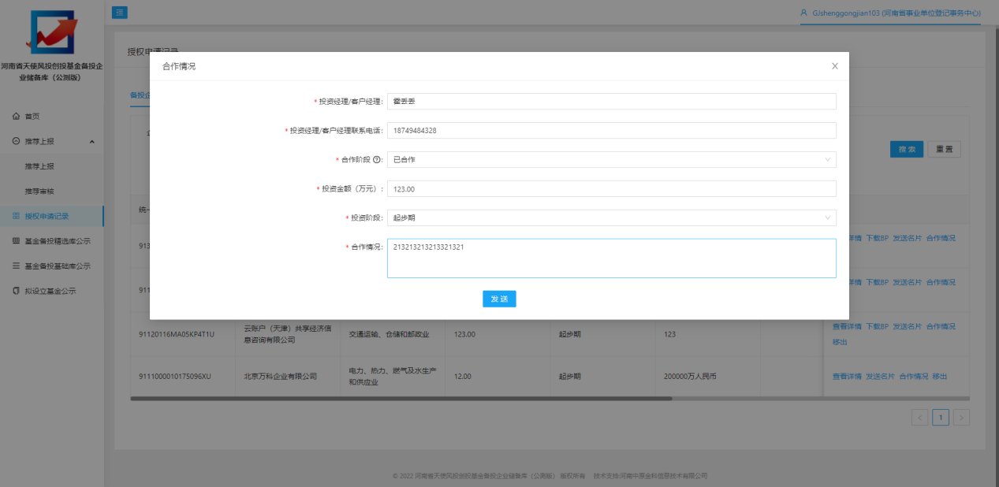 GJshenggongjian103 (河南省事业单位登记事务中心)
河南省天使风投创投基金备投企
业储备库（公测版）
首页
推荐上报
推荐上报
推荐审核
授权申请记录
基金备投精选库公示
基金备投基础库公示
拟设立基金公示
授权申请记录
备投企
合作情况
* 投资经理/客户经理: 霍丢丢
* 投资经理/客户经理联系电话: 18749484328
* 合作阶段 : 已合作
* 投资金额（万元）: 123.00
* 投资阶段: 起步期
* 合作情况: 213213213213321321
发 送
搜 索 重 置
统一
913
详情 下载BP 发送名片 合作情况
911
详情 下载BP 发送名片 合作情况
91120116MA05KP4T1U 云账户（天津）共享经济信息咨询有限公司 交通运输、仓储和邮政业 123.00 起步期 123 查看详情 下载BP 发送名片 合作情况
移出
9111000010175096XU 北京万科企业有限公司 电力、热力、燃气及水生产和供应业 12.00 起步期 200000万人民币 查看详情 发送名片 合作情况 移出
< 1 >
© 2022 河南省天使风投创投基金备投企业储备库（公测版） 版权所有 技术支持:河南中原金科信息技术有限公司